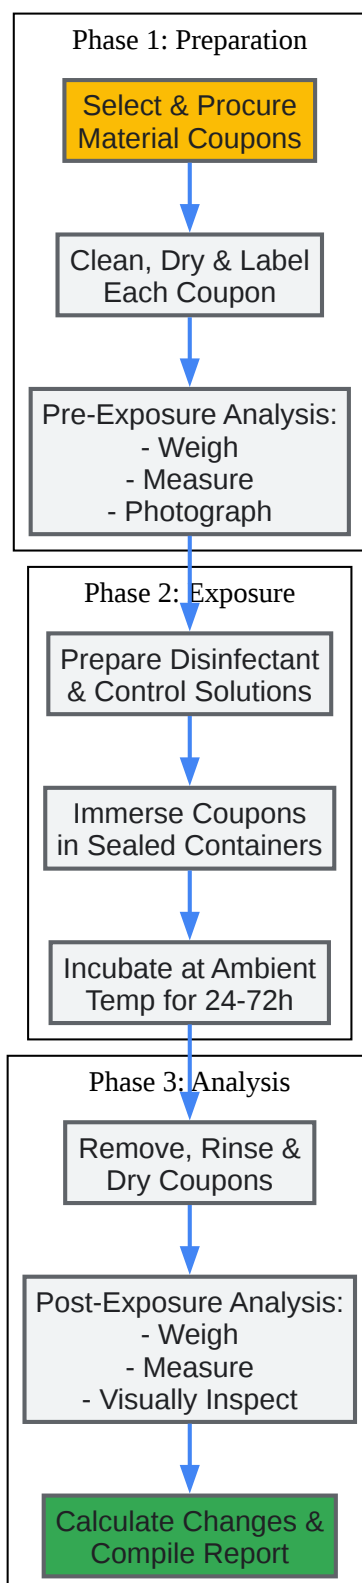 Phase 1: Preparation
Select & Procure
Material Coupons
Clean, Dry & Label
Each Coupon
Pre-Exposure Analysis:
- Weigh
- Measure
- Photograph
Phase 2: Exposure
Prepare Disinfectant
& Control Solutions
Immerse Coupons
in Sealed Containers
Incubate at Ambient
Temp for 24-72h
Phase 3: Analysis
Remove, Rinse &
Dry Coupons
Post-Exposure Analysis:
- Weigh
- Measure
- Visually Inspect
Calculate Changes &
Compile Report